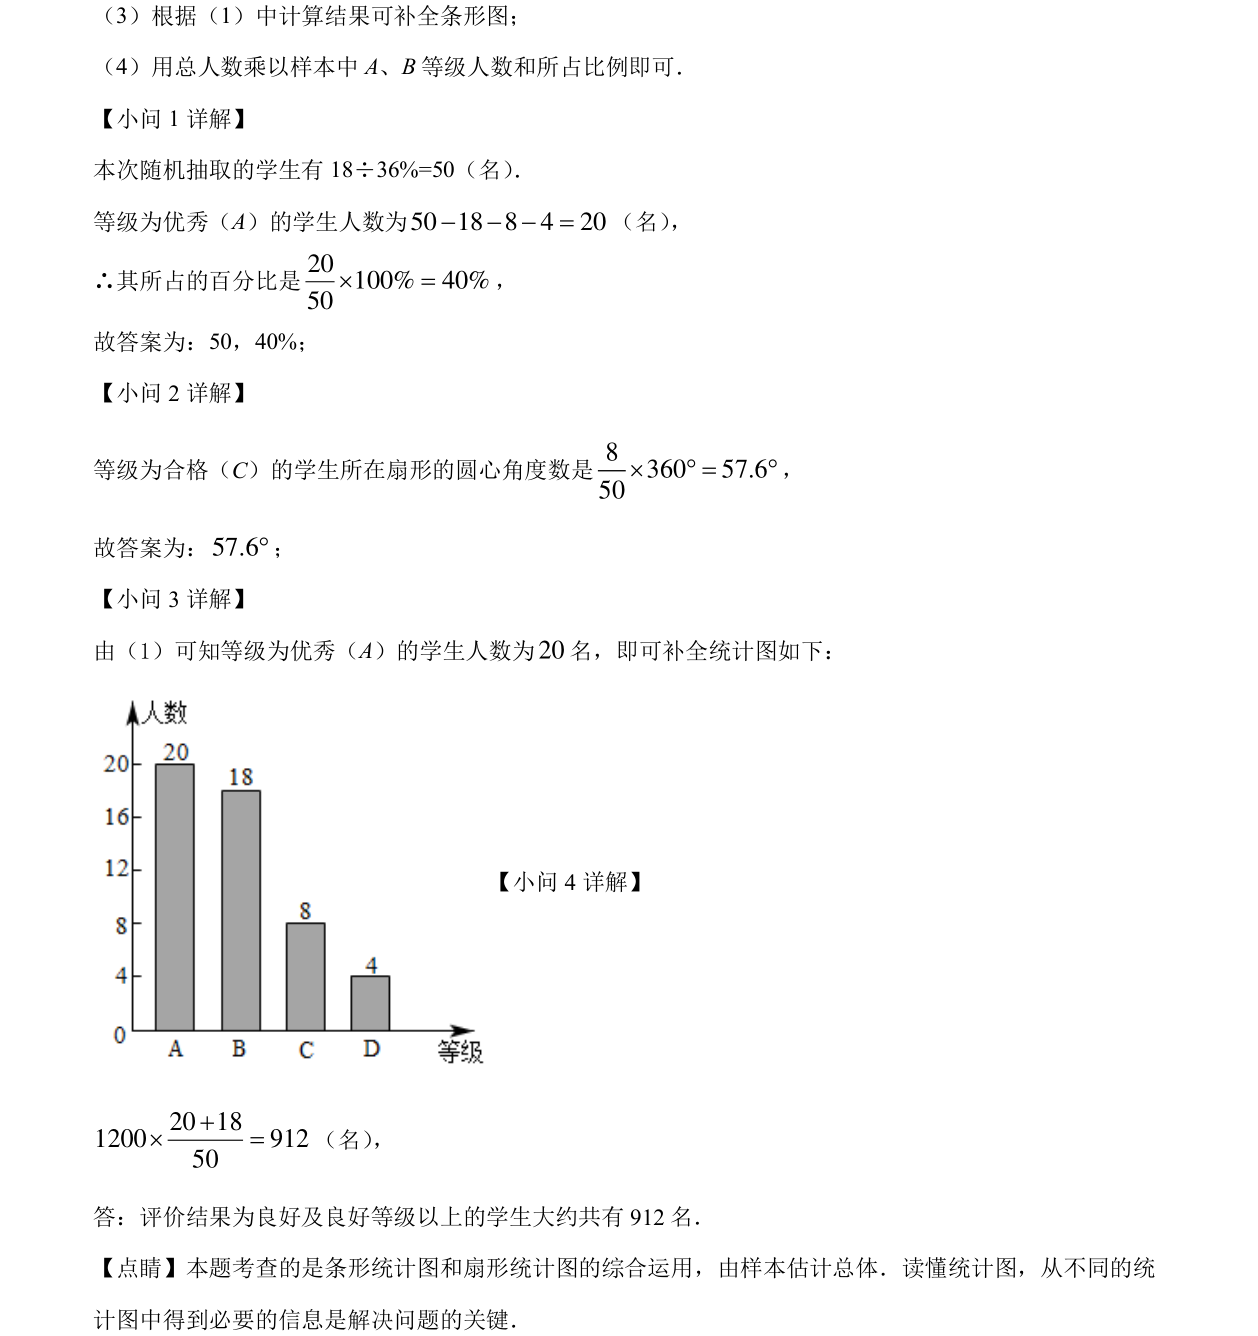 （3）根据（1）中计算结果可补全条形图；
（4）用总人数乘以样本中 A、B 等级人数和所占比例即可．
【小问 1 详解】
本次随机抽取的学生有 18÷36%=50（名）．
等级为优秀（A）的学生人数为50−18−8−4=20（名），
∴其所占的百分比是20/50×100%=40%，
故答案为：50，40%；
【小问 2 详解】
等级为合格（C）的学生所在扇形的圆心角度数是8/50×360°=57.6°，
故答案为：57.6°；
【小问 3 详解】
由（1）可知等级为优秀（A）的学生人数为20名，即可补全统计图如下：
人数
20
18
8
4
20
16
12
8
4
0
A B C D 等级
【小问 4 详解】
1200×(20+18)/50=912（名），
答：评价结果为良好及良好等级以上的学生大约共有 912 名．
【点睛】本题考查的是条形统计图和扇形统计图的综合运用，由样本估计总体．读懂统计图，从不同的统
计图中得到必要的信息是解决问题的关键．